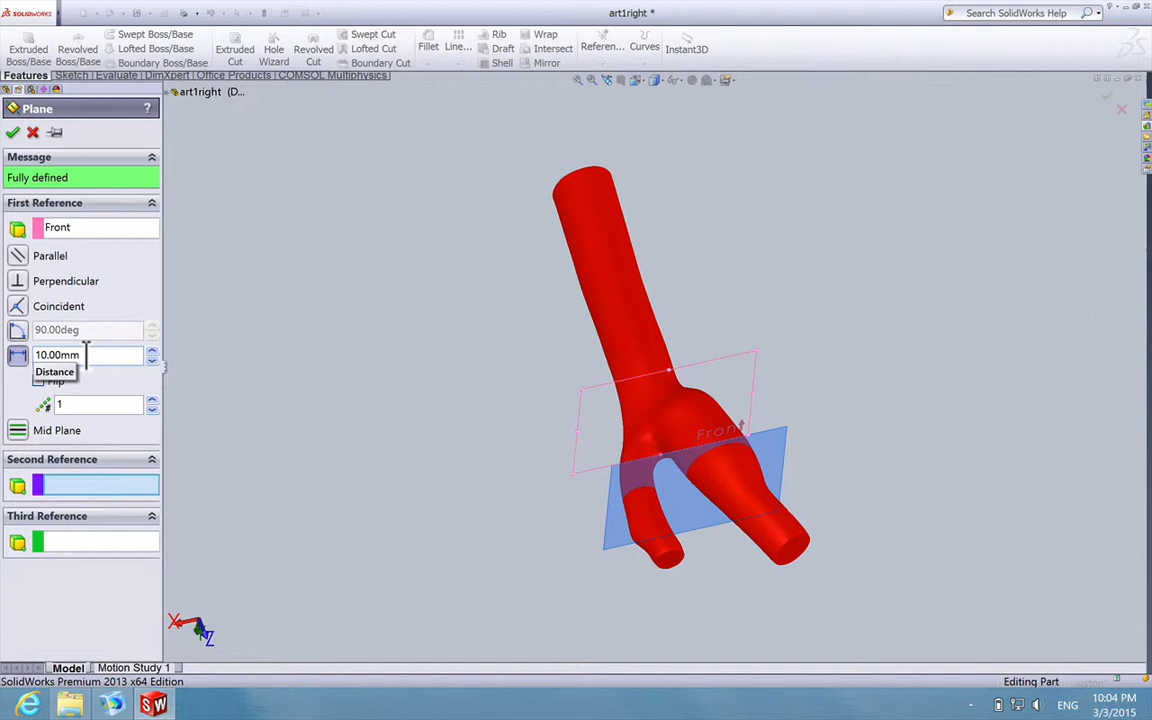 SOLIDWORKS
art1right *
Search SolidWorks Help
Extruded Boss/Base
Revolved Boss/Base
Swept Boss/Base
Lofted Boss/Base
Boundary Boss/Base
Extruded Cut
Hole Wizard
Revolved Cut
Swept Cut
Lofted Cut
Boundary Cut
Fillet
Line...
Rib
Draft
Shell
Wrap
Intersect
Mirror
Referen...
Curves
Instant3D
Features
Sketch
Evaluate
DimXpert
Office Products
COMSOL Multiphysics
art1right (D...
Plane
?
Message
Fully defined
First Reference
Front
Parallel
Perpendicular
Coincident
90.00deg
10.00mm
Distance
Flip
1
Mid Plane
Second Reference
Third Reference
Front
X
Z
Model
Motion Study 1
SolidWorks Premium 2013 x64 Edition
Editing Part
SW
ENG
10:04 PM
3/3/2015